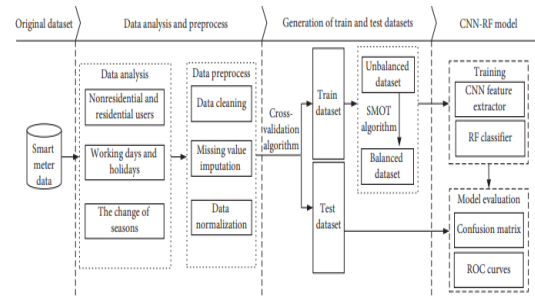 Original dataset
Data analysis and preprocess
Generation of train and test datasets
CNN-RF model
Smart
meter
data
Data analysis
Nonresidential and
residential users
Working days and
holidays
The change of
seasons
Data preprocess
Data cleaning
Missing value
imputation
Data
normalization
Cross-
validation
algorithm
Train
dataset
Test
dataset
Unbalanced
dataset
SMOT
algorithm
Balanced
dataset
Training
CNN feature
extractor
RF classifier
Model evaluation
Confusion matrix
ROC curves